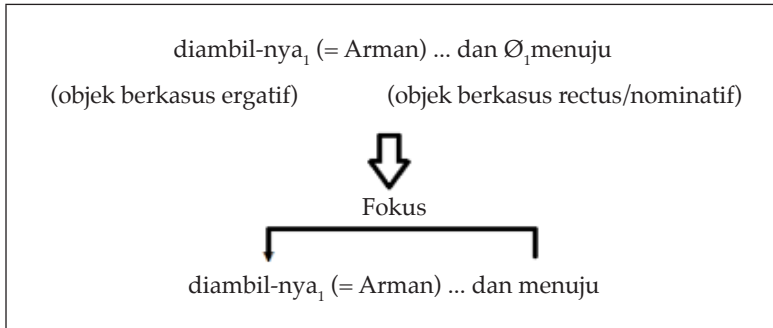 diambil-nya₁ (= Arman) ... dan Ø₁menuju
(objek berkasus ergatif) (objek berkasus rectus/nominatif)
Fokus
diambil-nya₁ (= Arman) ... dan menuju